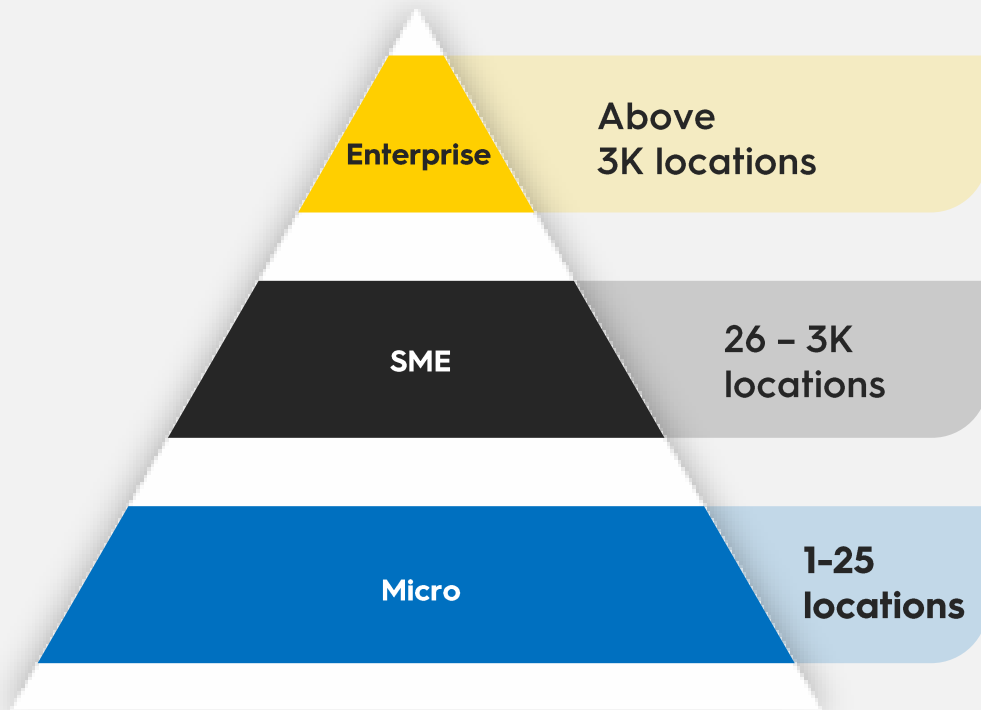 Enterprise
Above
3K locations
SME
26 – 3K
locations
Micro
1-25
locations